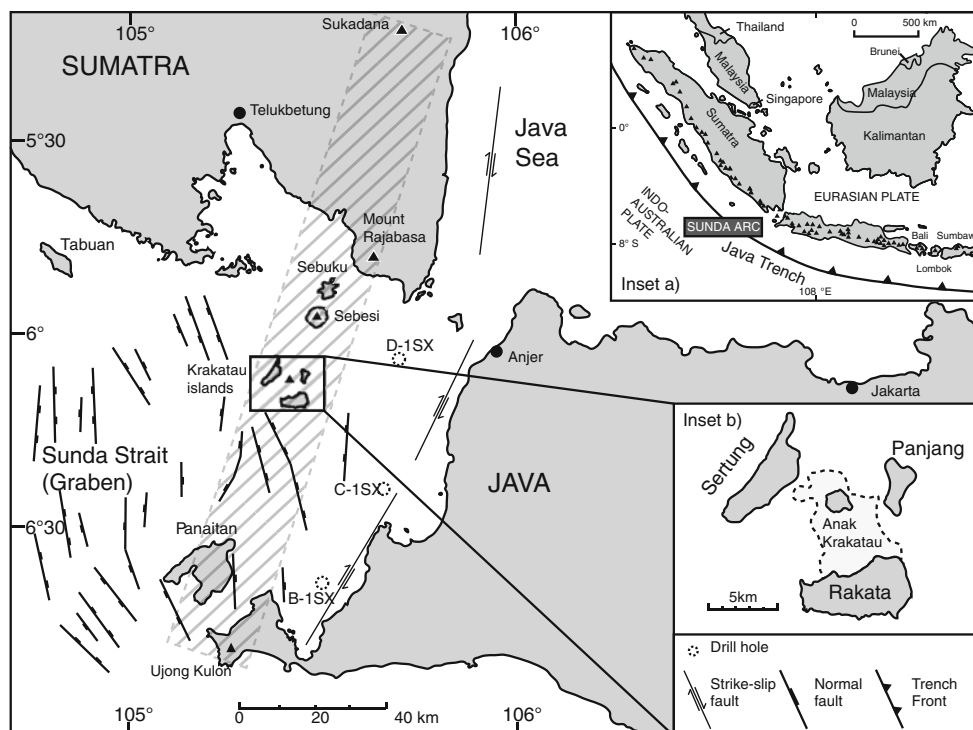 105°
106°
Sukadana
SUMATRA
Telukbetung
5°30
Java
Sea
Mount
Rajabasa
Tabuan
Sebuku
Sebesi
6°
D-1SX
Anjer
Krakatau
islands
Jakarta
Sunda Strait
(Graben)
C-1SX
JAVA
6°30
Panaitan
B-1SX
Ujong Kulon
105°
0 20 40 km
106°
0 500 km
Thailand
Brunei
Malaysia
Malaysia
Singapore
Sumatra
0°
Kalimantan
EURASIAN PLATE
INDO-
AUSTRALIAN
PLATE
SUNDA ARC
Bali
Sumbaw
8° S
Java Trench
Lombok
Inset a)
108 °E
Inset b)
Sertung
Panjang
Anak
Krakatau
Rakata
5km
Drill hole
Strike-slip
fault
Normal
fault
Trench
Front